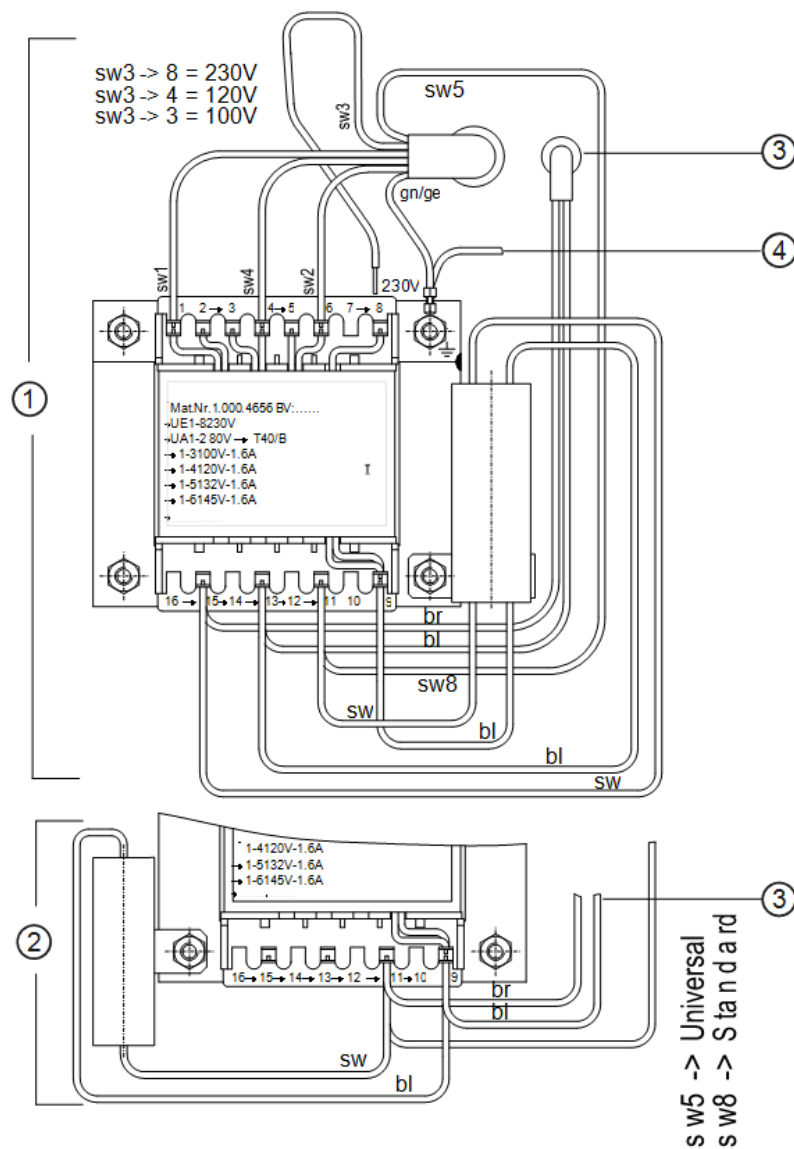 sw3 -> 8 = 230V
sw3 -> 4 = 120V
sw3 -> 3 = 100V
sw3
sw5
3
gn/ge
4
sw1
sw4
sw2
230V
1 2 → 3 4 → 5 6 7 → 8
1
Mat.Nr. 1.000.4656 BV:......
→UE1-8230V
→UA1-2 80V → T40/B
→ 1-3100V-1.6A
→ 1-4120V-1.6A
→ 1-5132V-1.6A
→ 1-6145V-1.6A
→
I
16 → 15 → 14 → 13 → 12 → 11 10 9
br
bl
sw8
sw
bl
bl
sw
1-4120V-1.6A
→ 1-5132V-1.6A
→ 1-6145V-1.6A
3
2
16 → 15 → 14 → 13 → 12 → 11 → 10 9
br
bl
sw
bl
sw5 -> Universal
sw8 -> Standard